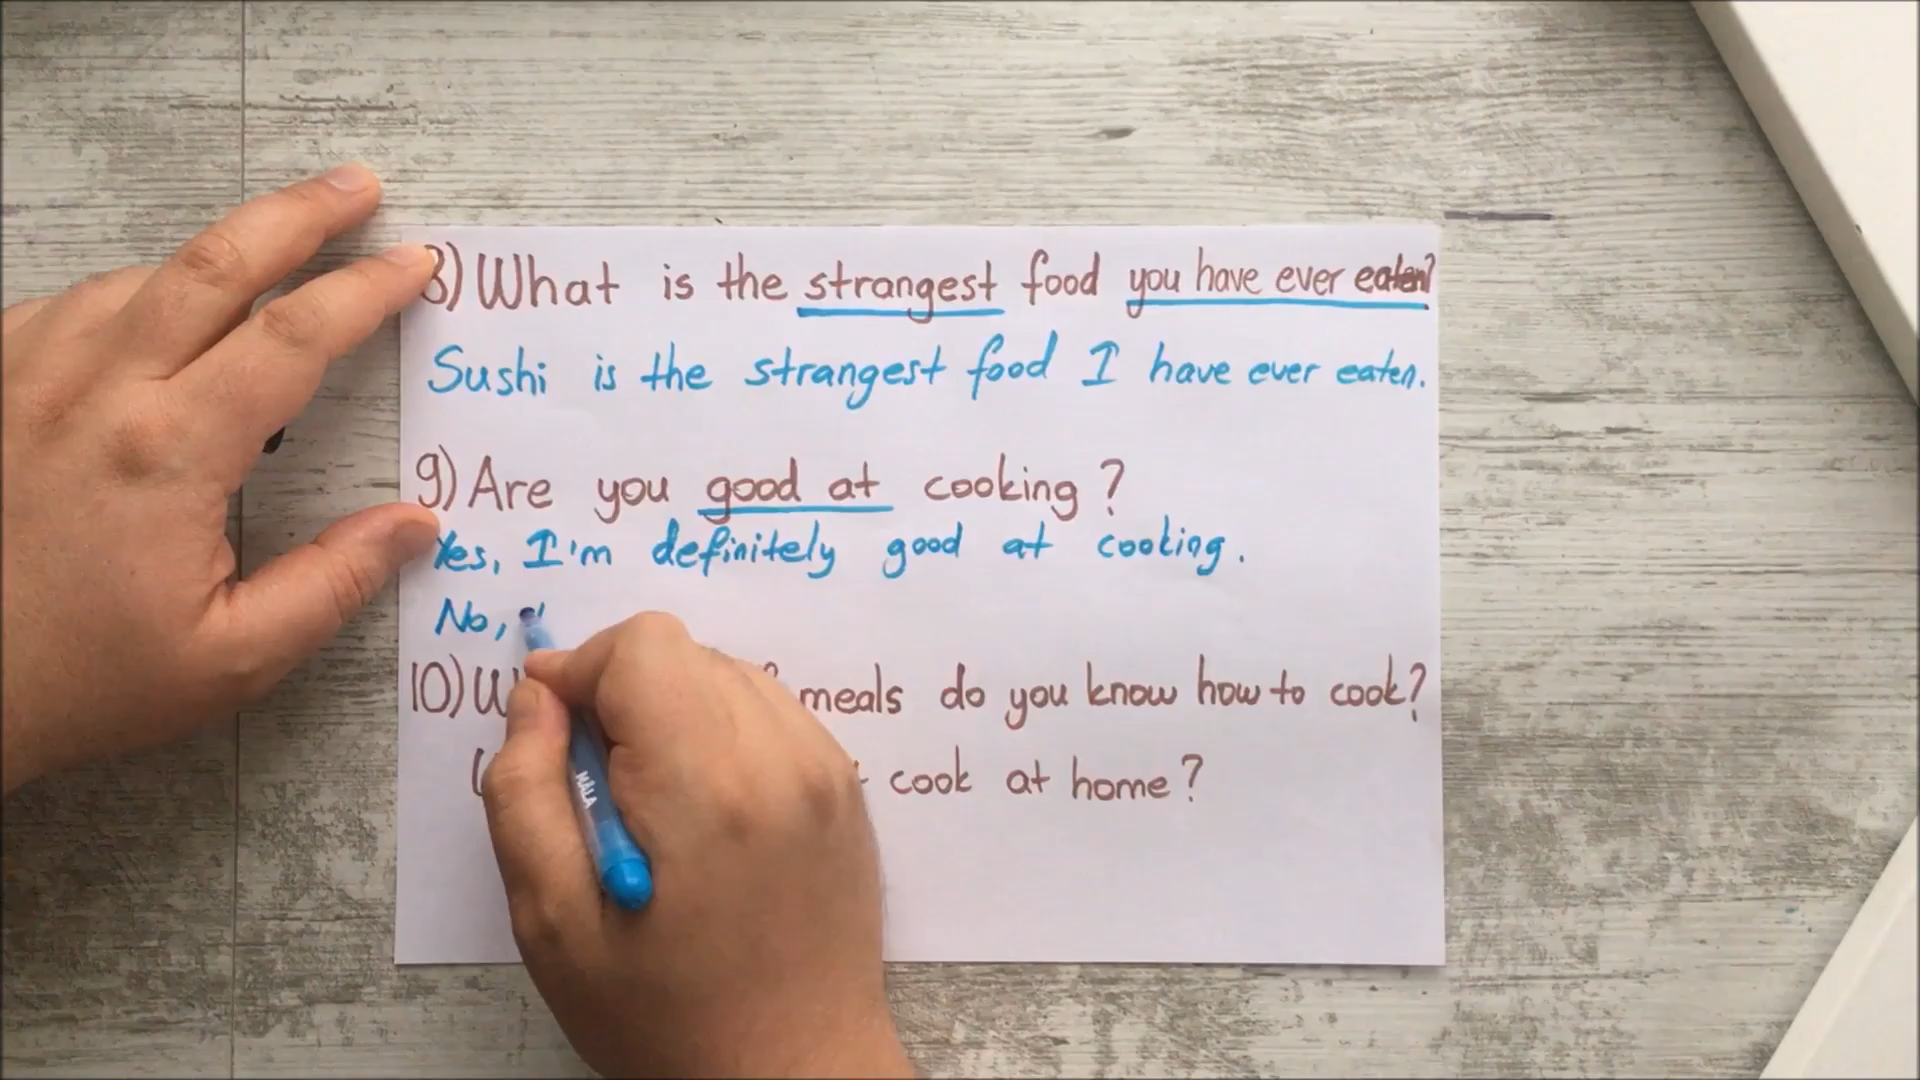 8) What is the strangest food you have ever eaten?
Sushi is the strangest food I have ever eaten.
9) Are you good at cooking?
Yes, I'm definitely good at cooking.
No,
10) meals do you know how to cook?
cook at home?
MÅLA